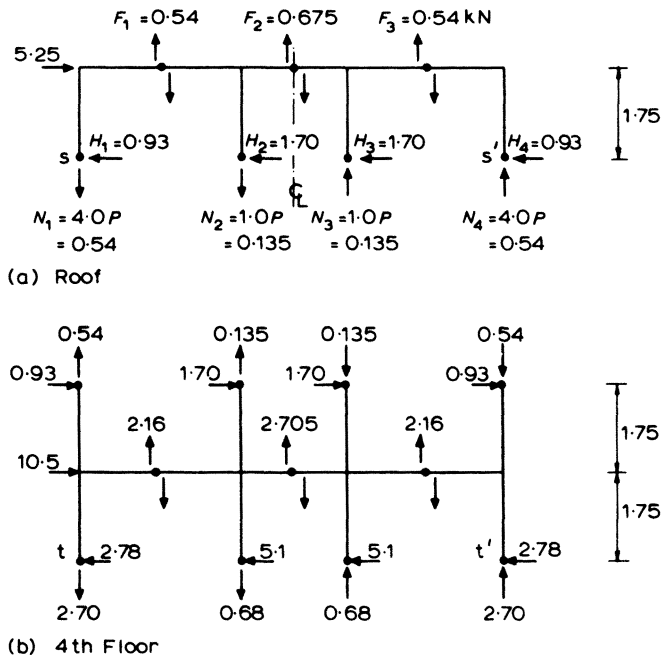 F₁=0·54 F₂=0·675 F₃=0·54 kN
5·25
1·75
s H₁=0·93 H₂=1·70 H₃=1·70 s′ H₄=0·93
℄
N₁=4·0P N₂=1·0P N₃=1·0P N₄=4·0P
=0·54 =0·135 =0·135 =0·54
(a) Roof
0·54 0·135 0·135 0·54
0·93 1·70 1·70 0·93
2·16 2·705 2·16 1·75
10·5
1·75
t 2·78 5·1 5·1 t′ 2·78
2·70 0·68 0·68 2·70
(b) 4th Floor